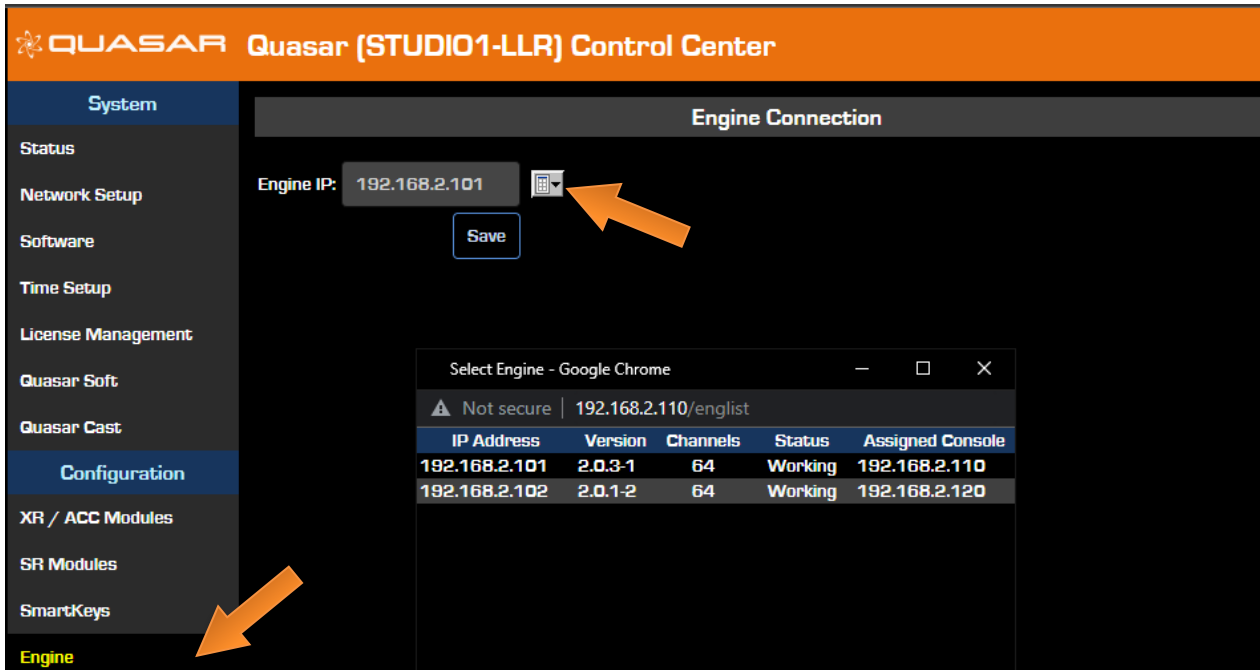 QUASAR Quasar (STUDIO1-LLR) Control Center
System
Status
Network Setup
Software
Time Setup
License Management
Quasar Soft
Quasar Cast
Configuration
XR / ACC Modules
SR Modules
SmartKeys
Engine
Engine Connection
Engine IP: 192.168.2.101
Save
Select Engine - Google Chrome
Not secure | 192.168.2.110/englist
IP Address Version Channels Status Assigned Console
192.168.2.101 2.0.3-1 64 Working 192.168.2.110
192.168.2.102 2.0.1-2 64 Working 192.168.2.120